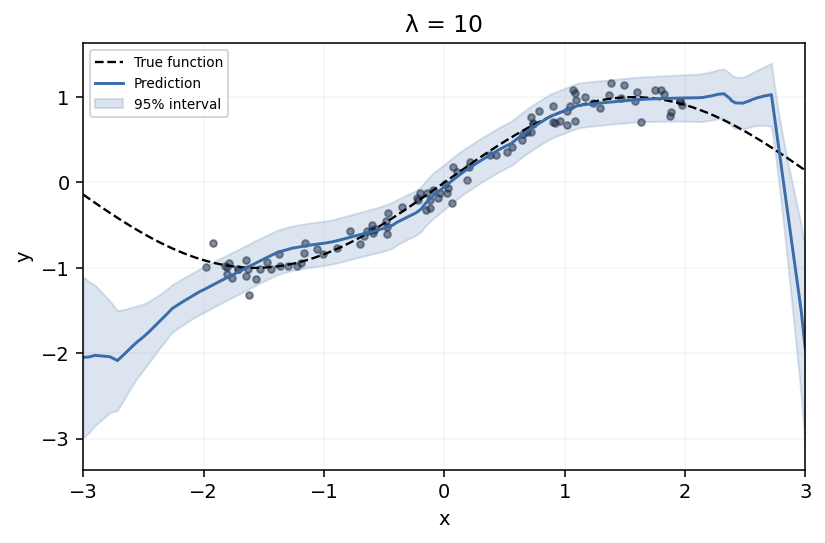 λ = 10
True function
Prediction
95% interval
y
1
0
−1
−2
−3
−3 −2 −1 0 1 2 3
x